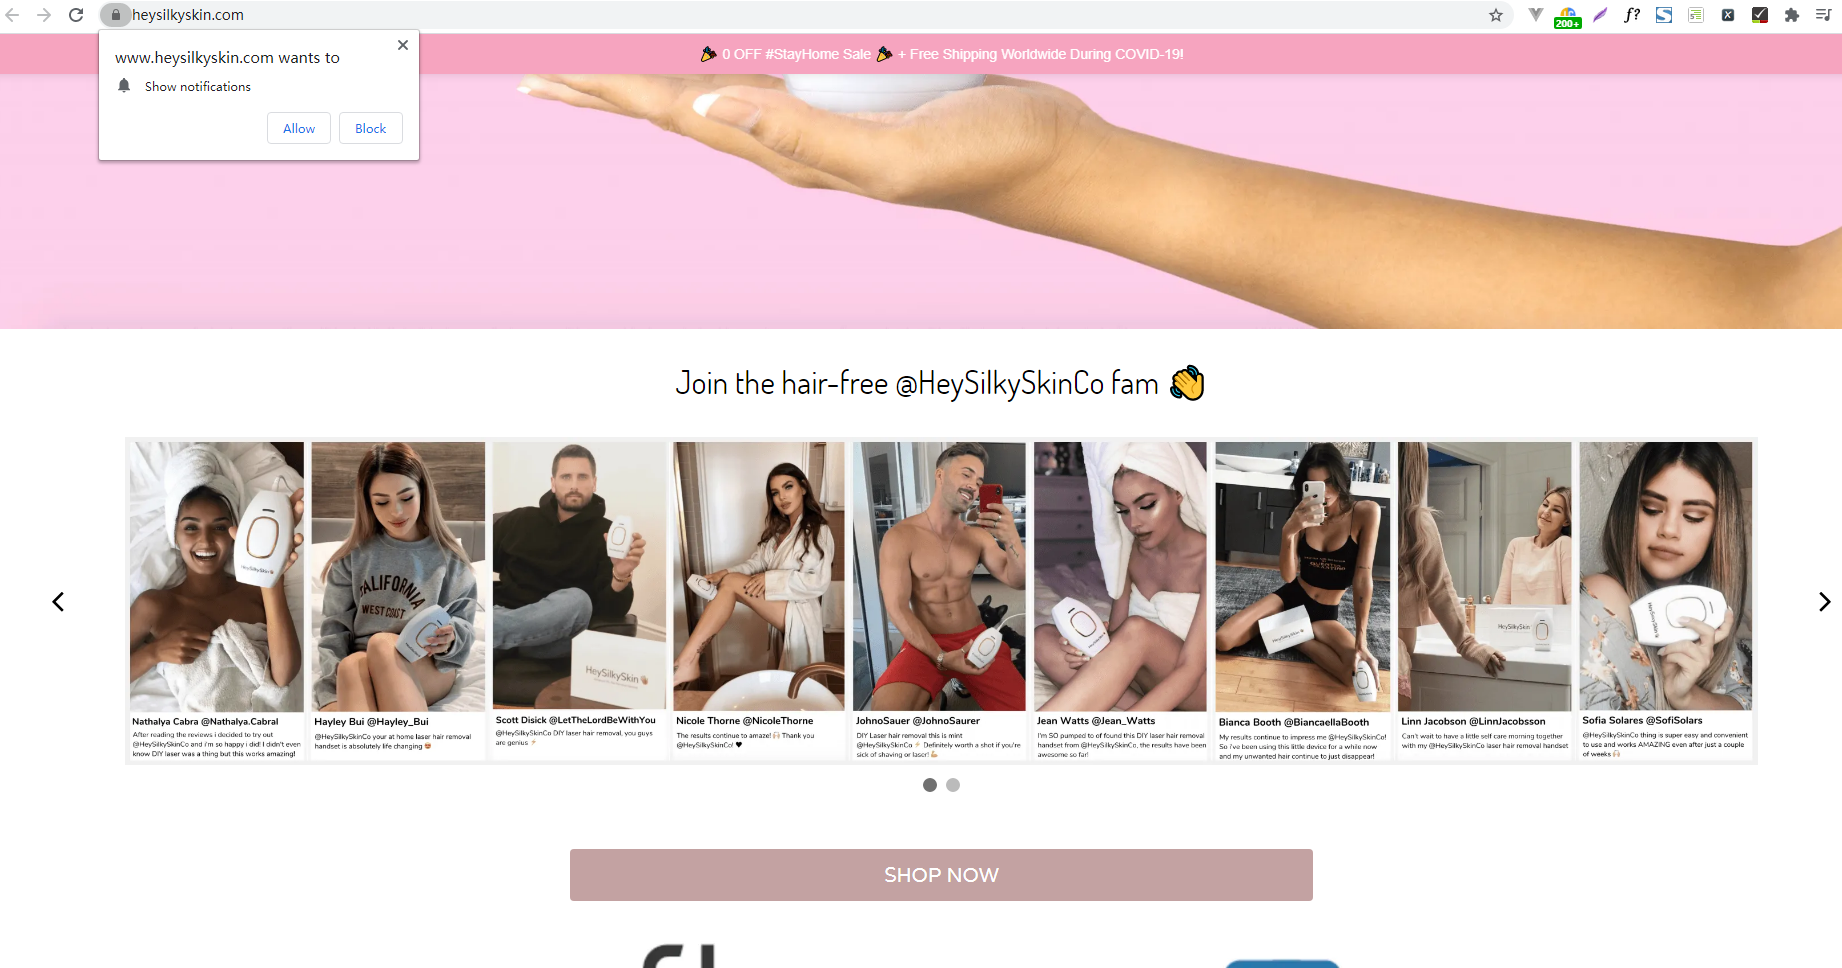 heysilkyskin.com
200+
f?
www.heysilkyskin.com wants to
Show notifications
Allow
Block
0 OFF #StayHome Sale
+ Free Shipping Worldwide During COVID-19!
Join the hair-free @HeySilkySkinCo fam
HeySilkySkin
CALIFORNIA
WEST COAST
HeySilkySkin
HeySilkySkin
HeySilkySkin
HeySilkySkin
Nathalya Cabra @Nathalya.Cabral
After reading the reviews i decided to try out
@HeySilkySkinCo and i'm so happy i did! I didn't even
know DIY laser was a thing but this works amazing!
Hayley Bui @Hayley_Bui
@HeySilkySkinCo your at home laser hair removal
handset is absolutely life changing
Scott Disick @LetTheLordBeWithYou
@HeySilkySkinCo DIY laser hair removal, you guys
are genius
Nicole Thorne @NicoleThorne
The results continue to amaze! Thank you
@HeySilkySkinCo!
JohnoSauer @JohnoSaurer
DIY Laser hair removal this is mint
@HeySilkySkinCo Definitely worth a shot if you're
sick of shaving or laser!
Jean Watts @Jean_Watts
I'm SO pumped to of found this DIY laser hair removal
handset from @HeySilkySkinCo, the results have been
awesome so far!
Bianca Booth @BiancaellaBooth
My results continue to impress me @HeySilkySkinCo!
So i've been using this little device for a while now
and my unwanted hair continue to just disappear!
Linn Jacobson @LinnJacobsson
Can't wait to have a little self care morning together
with my @HeySilkySkinCo laser hair removal handset
Sofia Solares @SofiSolars
@HeySilkySkinCo thing is super easy and convenient
to use and works AMAZING even after just a couple
of weeks
SHOP NOW